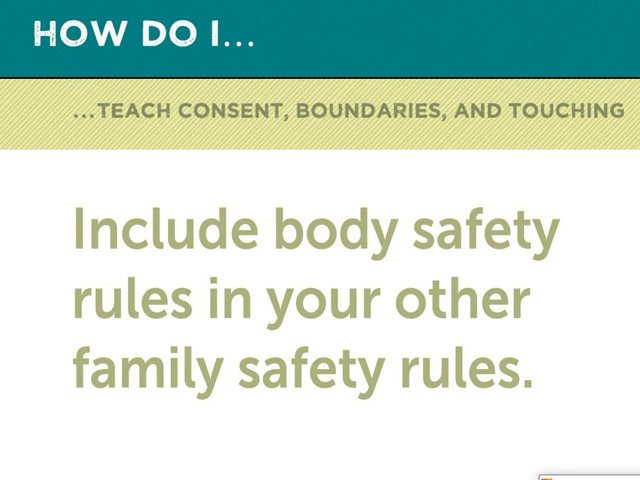 HOW DO I...
...TEACH CONSENT, BOUNDARIES, AND TOUCHING
Include body safety
rules in your other
family safety rules.